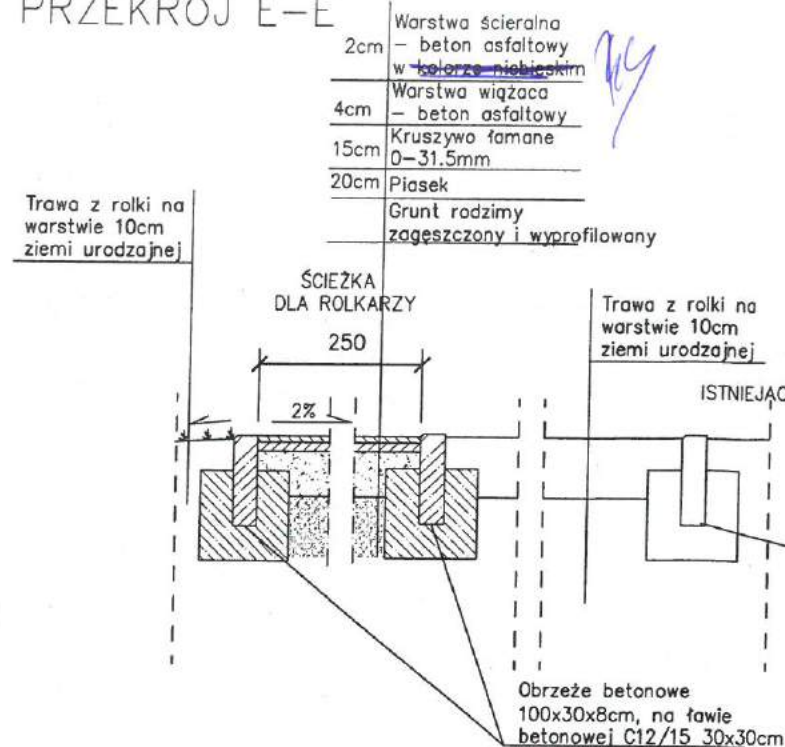 PRZEKRÓJ E-E
2cm
Warstwa ścieralna
– beton asfaltowy
w kolorze niebieskim
4cm
Warstwa wiążaca
– beton asfaltowy
15cm
Kruszywo łamane
0–31.5mm
20cm
Piasek
Grunt rodzimy
zagęszczony i wyprofilowany
Trawa z rolki na
warstwie 10cm
ziemi urodzajnej
ŚCIEŻKA
DLA ROLKARZY
250
Trawa z rolki na
warstwie 10cm
ziemi urodzajnej
ISTNIEJĄC
2%
Obrzeże betonowe
100x30x8cm, na ławie
betonowej C12/15 30x30cm